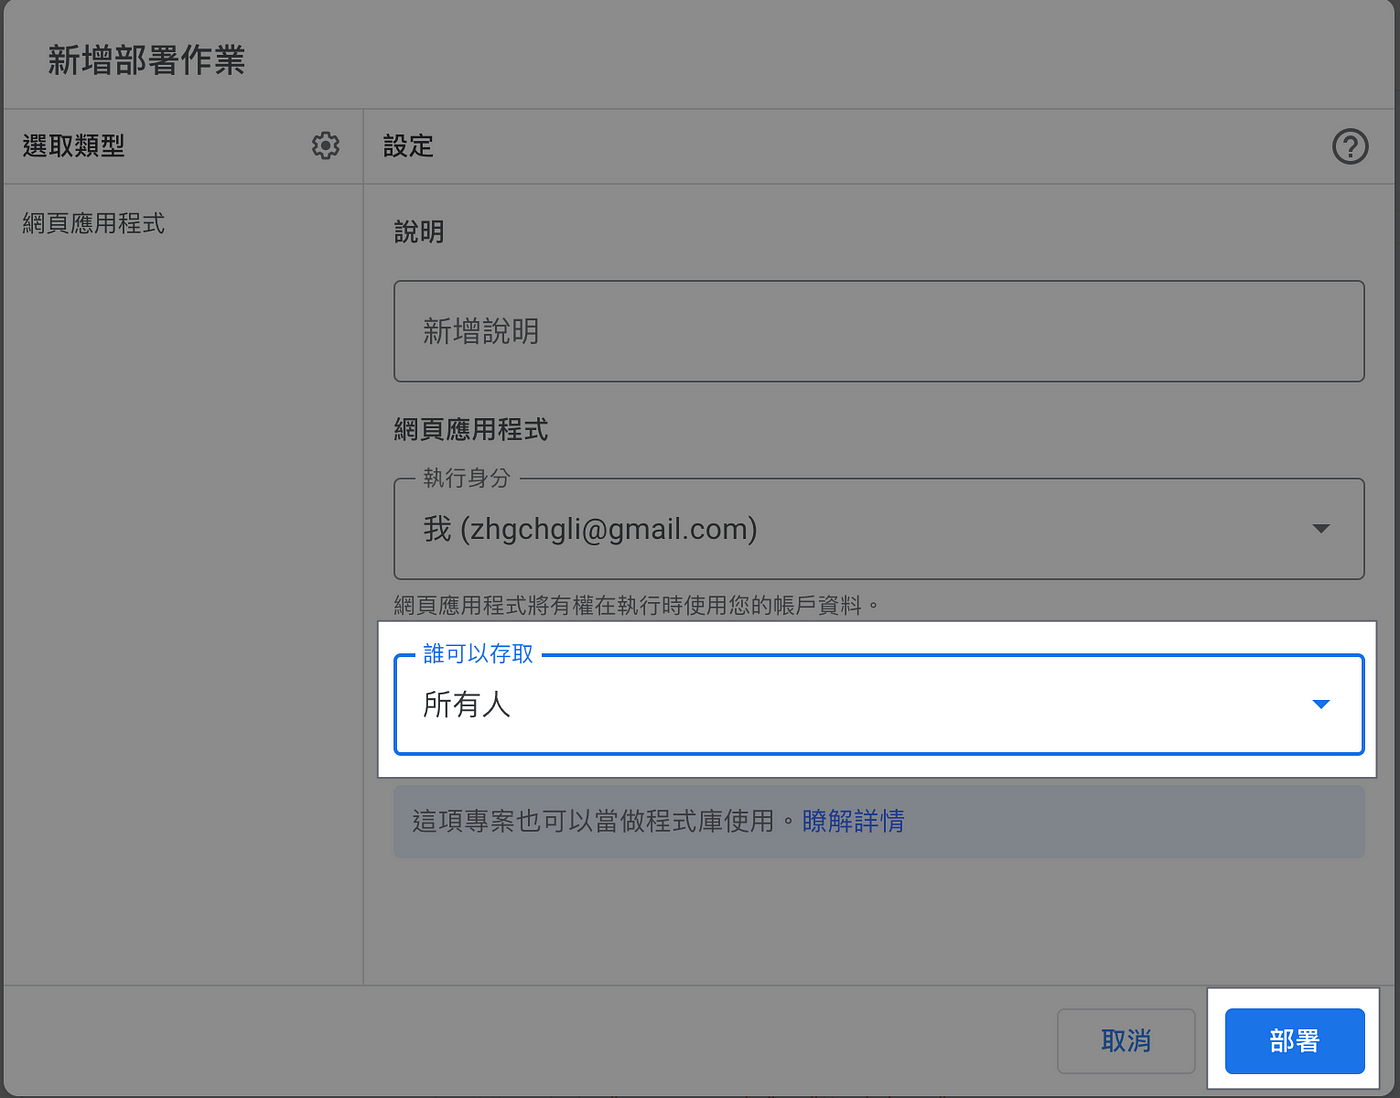 新增部署作業
選取類型
設定
網頁應用程式
說明
新增說明
網頁應用程式
執行身分
我 (zhgchgli@gmail.com)
網頁應用程式將有權在執行時使用您的帳戶資料。
誰可以存取
所有人
這項專案也可以當做程式庫使用。瞭解詳情
取消
部署